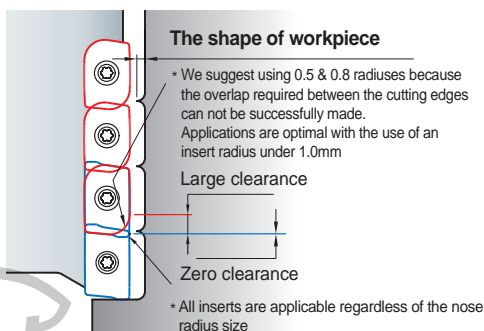 The shape of workpiece
* We suggest using 0.5 & 0.8 radiuses because
the overlap required between the cutting edges
can not be successfully made.
Applications are optimal with the use of an
insert radius under 1.0mm
Large clearance
Zero clearance
* All inserts are applicable regardless of the nose
radius size